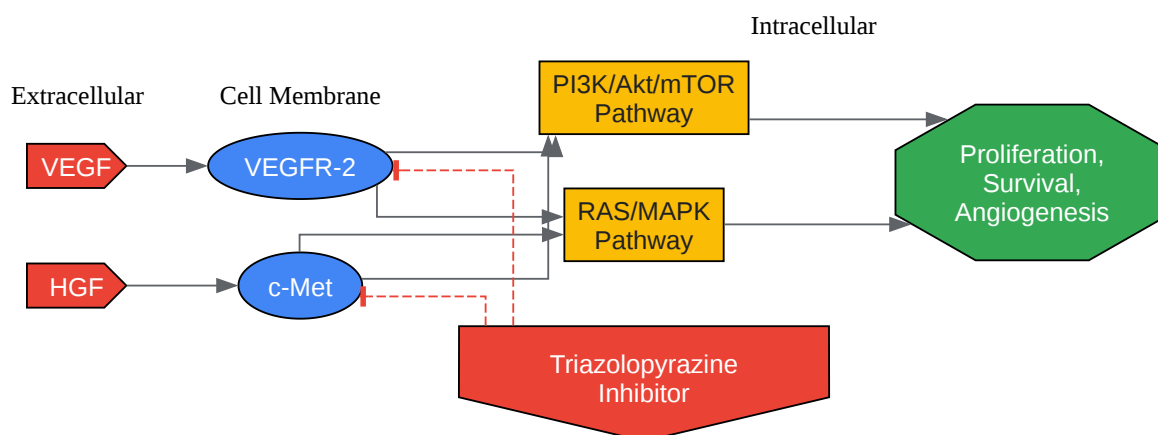 Intracellular
Extracellular
Cell Membrane
PI3K/Akt/mTOR
Pathway
VEGF
VEGFR-2
Proliferation,
Survival,
Angiogenesis
RAS/MAPK
Pathway
HGF
c-Met
Triazolopyrazine
Inhibitor